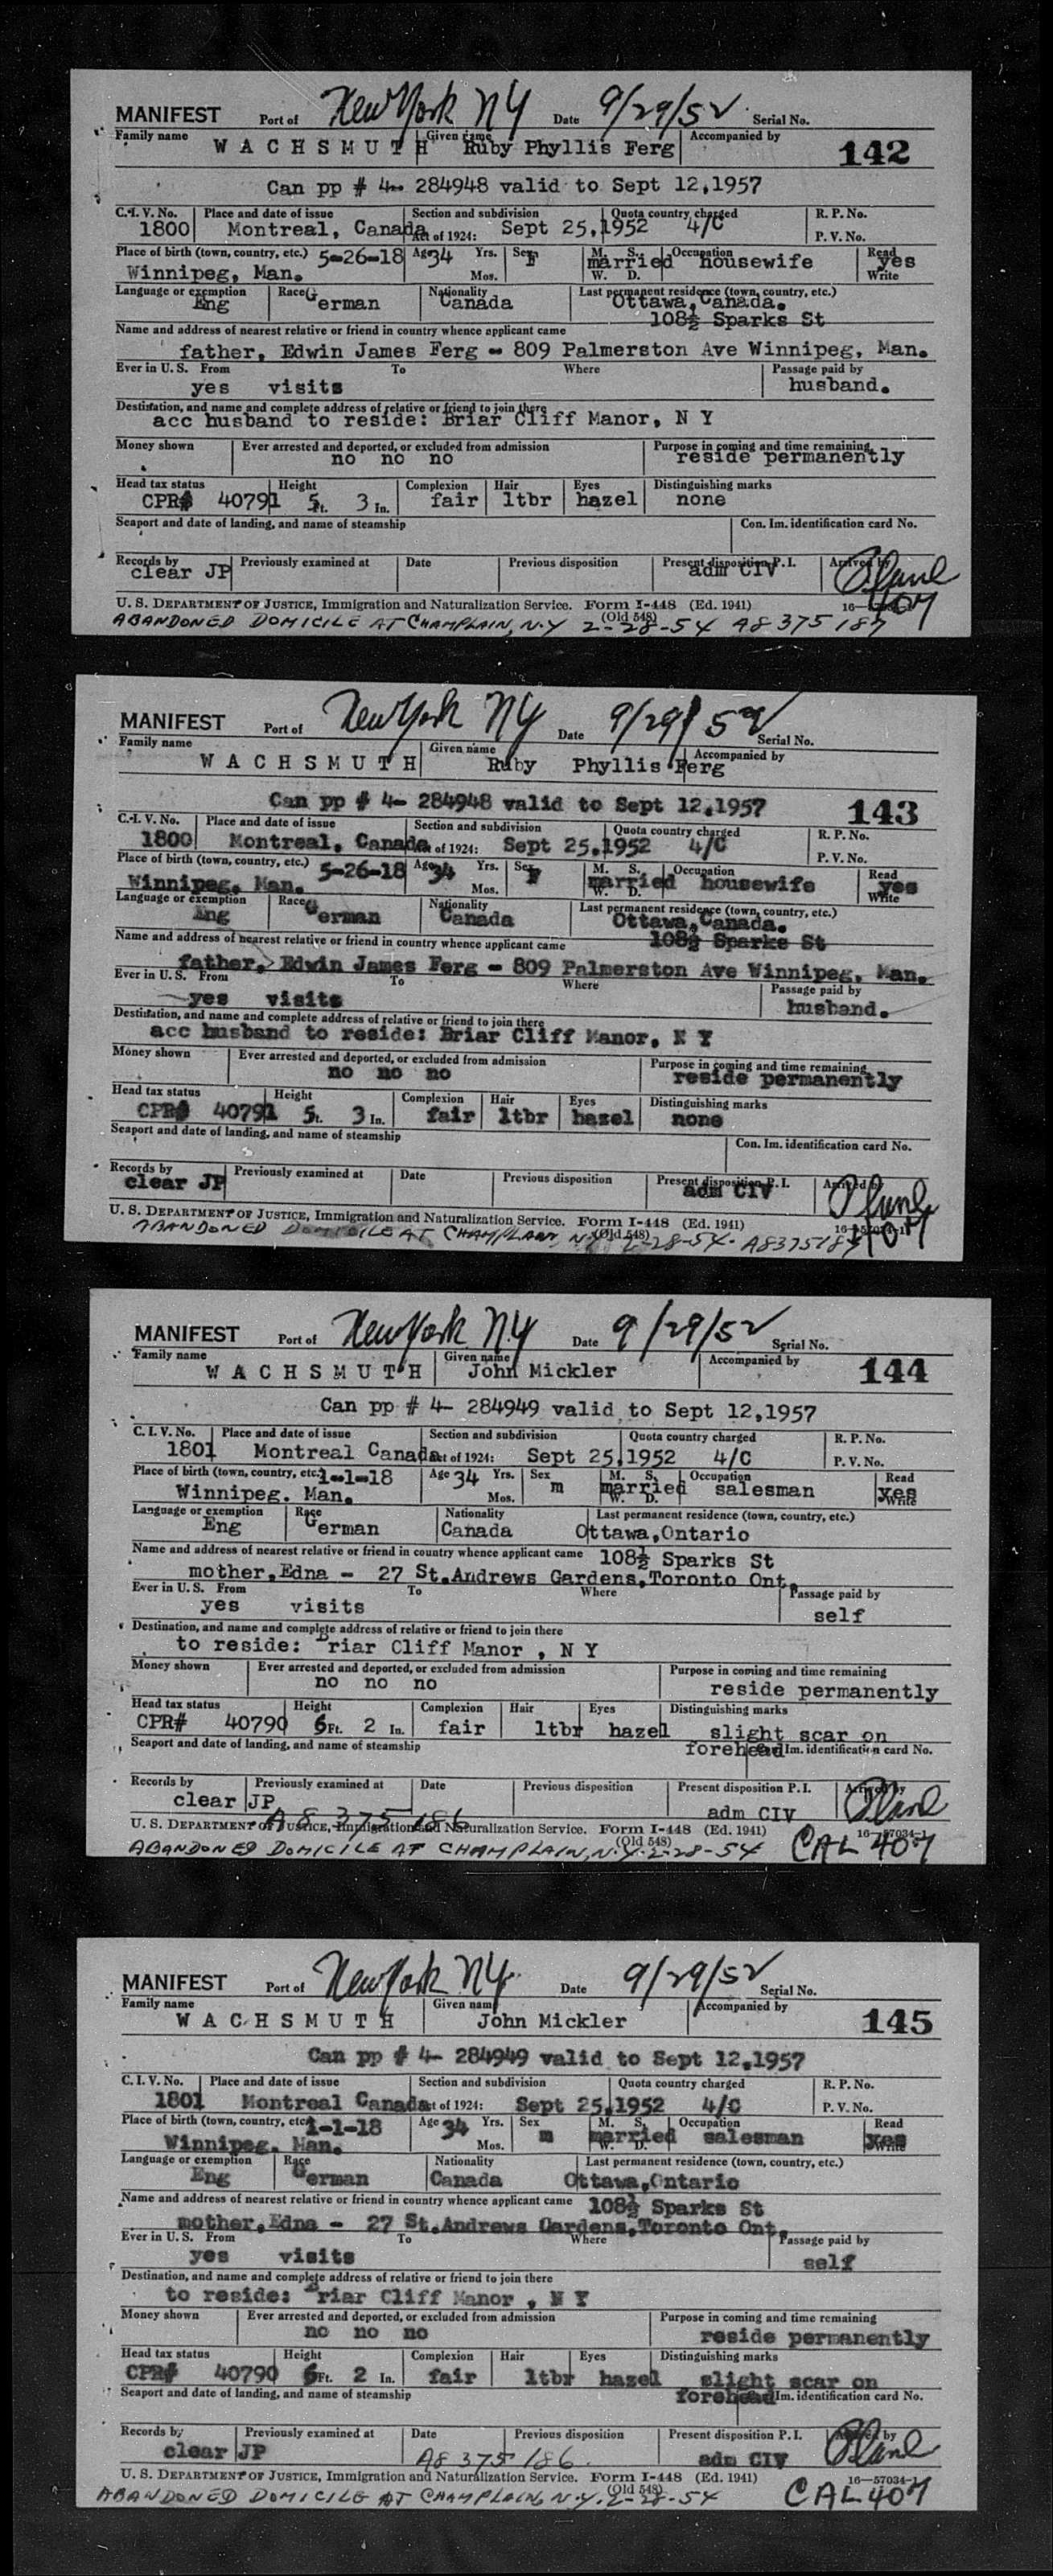 MANIFEST Port of New York NY Date 9/29/52 Serial No.
Family name Given name Accompanied by
WACHSMUTH Ruby Phyllis Ferg 142
Can pp # 4- 284948 valid to Sept 12,1957
C.I.V. No. Place and date of issue Section and subdivision Quota country charged R. P. No.
1800 Montreal, Canada Act of 1924: Sept 25,1952 4/C P. V. No.
Place of birth (town, country, etc.) 5-26-18 Age 34 Yrs. Sex F M. S. Occupation Read yes
Winnipeg, Man. Mos. married W. D. housewife Write
Language or exemption Race Nationality Last permanent residence (town, country, etc.)
Eng German Canada Ottawa, Canada.
108½ Sparks St
Name and address of nearest relative or friend in country whence applicant came
father, Edwin James Ferg - 809 Palmerston Ave Winnipeg, Man.
Ever in U. S. From To Where Passage paid by
yes visits husband.
Destination, and name and complete address of relative or friend to join there
acc husband to reside: Briar Cliff Manor, N Y
Money shown Ever arrested and deported, or excluded from admission Purpose in coming and time remaining
no no no reside permanently
Head tax status Height Complexion Hair Eyes Distinguishing marks
CPR# 40791 5 Ft. 3 In. fair ltbr hazel none
Seaport and date of landing, and name of steamship Con. Im. identification card No.
Records by Previously examined at Date Previous disposition Present disposition P. I. Arrived by
clear JP adm CIV
407
U. S. DEPARTMENT OF JUSTICE, Immigration and Naturalization Service. Form I-448 (Ed. 1941)
(Old 548)
ABANDONED DOMICILE AT CHAMPLAIN, N.Y 2-28-54 A8 375 187
MANIFEST Port of New York NY Date 9/29/52 Serial No.
Family name Given name Accompanied by
WACHSMUTH Ruby Phyllis Ferg
Can pp # 4- 284948 valid to Sept 12,1957 143
C.I. V. No. Place and date of issue Section and subdivision Quota country charged R. P. No.
1800 Montreal, Canada Act of 1924: Sept 25,1952 4/C P. V. No.
Place of birth (town, country, etc.) 5-26-18 Age 34 Yrs. Sex F M. S. Occupation Read
Winnipeg, Man. Mos. married W. D. housewife yes Write
Language or exemption Race Nationality Last permanent residence (town, country, etc.)
Eng German Canada Ottawa, Canada.
108½ Sparks St
Name and address of nearest relative or friend in country whence applicant came
father, Edwin James Ferg - 809 Palmerston Ave Winnipeg, Man.
Ever in U. S. From To Where Passage paid by
yes visits husband.
Destination, and name and complete address of relative or friend to join there
acc husband to reside: Briar Cliff Manor, N Y
Money shown Ever arrested and deported, or excluded from admission Purpose in coming and time remaining
no no no reside permanently
Head tax status Height Complexion Hair Eyes Distinguishing marks
CPR# 40791 5 Ft. 3 In. fair ltbr hazel none
Seaport and date of landing, and name of steamship Con. Im. identification card No.
Records by Previously examined at Date Previous disposition Present disposition P. I. Arrived by
clear JP adm CIV
U. S. DEPARTMENT OF JUSTICE, Immigration and Naturalization Service. Form I-448 (Ed. 1941) 16-57034-1
(Old 548) 407
ABANDONED DOMICILE AT CHAMPLAIN, N.Y. 2-28-54. A8375187
MANIFEST Port of New York N.Y Date 9/29/52 Serial No.
Family name Given name Accompanied by
WACHSMUTH John Mickler 144
Can pp # 4- 284949 valid to Sept 12,1957
C. I. V. No. Place and date of issue Section and subdivision Quota country charged R. P. No.
1801 Montreal Canada Act of 1924: Sept 25,1952 4/C P. V. No.
Place of birth (town, country, etc.) 1-1-18 Age 34 Yrs. Sex m M. S. Occupation Read
Winnipeg. Man. Mos. married W. D. salesman yes Write
Language or exemption Race Nationality Last permanent residence (town, country, etc.)
Eng German Canada Ottawa,Ontario
Name and address of nearest relative or friend in country whence applicant came 108½ Sparks St
mother,Edna - 27 St.Andrews Gardens,Toronto Ont.
Ever in U. S. From To Where Passage paid by
yes visits self
Destination, and name and complete address of relative or friend to join there
to reside: Briar Cliff Manor , N Y
Money shown Ever arrested and deported, or excluded from admission Purpose in coming and time remaining
no no no reside permanently
Head tax status Height Complexion Hair Eyes Distinguishing marks
CPR# 40790 6 Ft. 2 In. fair ltbr hazel slight scar on
Seaport and date of landing, and name of steamship forehead Im. identification card No.
Records by Previously examined at Date Previous disposition Present disposition P. I. Arrived by
clear JP adm CIV
A8 375 186
U. S. DEPARTMENT OF JUSTICE, Immigration and Naturalization Service. Form I-448 (Ed. 1941) 16-57034-1
(Old 548) CAL 407
ABANDONED DOMICILE AT CHAMPLAIN, N.Y. 2-28-54
MANIFEST Port of New York N.Y. Date 9/29/52 Serial No.
Family name Given name Accompanied by
WACHSMUTH John Mickler 145
Can pp # 4- 284949 valid to Sept 12,1957
C. I. V. No. Place and date of issue Section and subdivision Quota country charged R. P. No.
1801 Montreal Canada Act of 1924: Sept 25,1952 4/C P. V. No.
Place of birth (town, country, etc.) 1-1-18 Age 34 Yrs. Sex m M. S. Occupation Read
Winnipeg. Man. Mos. married W. D. salesman yes Write
Language or exemption Race Nationality Last permanent residence (town, country, etc.)
Eng German Canada Ottawa,Ontario
Name and address of nearest relative or friend in country whence applicant came 108½ Sparks St
mother,Edna - 27 St.Andrews Gardens,Toronto Ont.
Ever in U. S. From To Where Passage paid by
yes visits self
Destination, and name and complete address of relative or friend to join there
to reside: Briar Cliff Manor , N Y
Money shown Ever arrested and deported, or excluded from admission Purpose in coming and time remaining
no no no reside permanently
Head tax status Height Complexion Hair Eyes Distinguishing marks
CPR# 40790 6 Ft. 2 In. fair ltbr hazel slight scar on
Seaport and date of landing, and name of steamship forehead Im. identification card No.
Records by Previously examined at Date Previous disposition Present disposition P. I. Arrived by
clear JP A8 375 186 adm CIV
U. S. DEPARTMENT OF JUSTICE, Immigration and Naturalization Service. Form I-448 (Ed. 1941) 16-57034-1
(Old 548) CAL 407
ABANDONED DOMICILE AT CHAMPLAIN, N.Y. 2-28-54